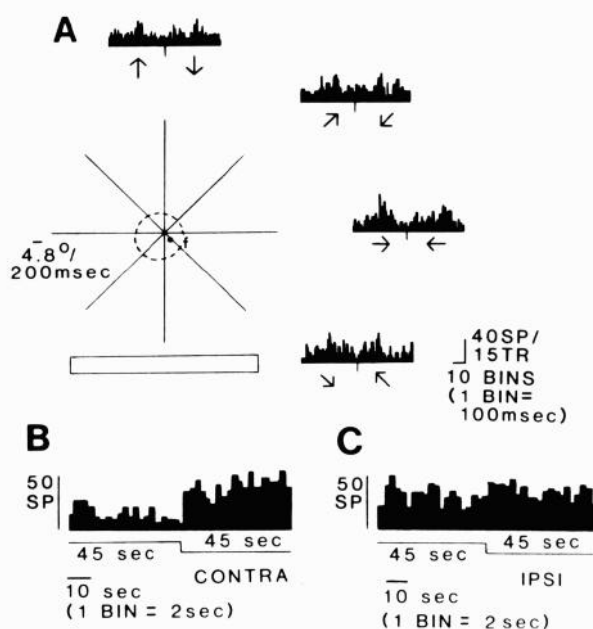 A
f
4.8°/
200msec
40SP/
15TR
10 BINS
(1 BIN=
100msec)
B
50
SP
45 sec
45 sec
10 sec
CONTRA
(1 BIN = 2sec)
C
50
SP
45 sec
45 sec
10 sec
IPSI
(1 BIN = 2sec)